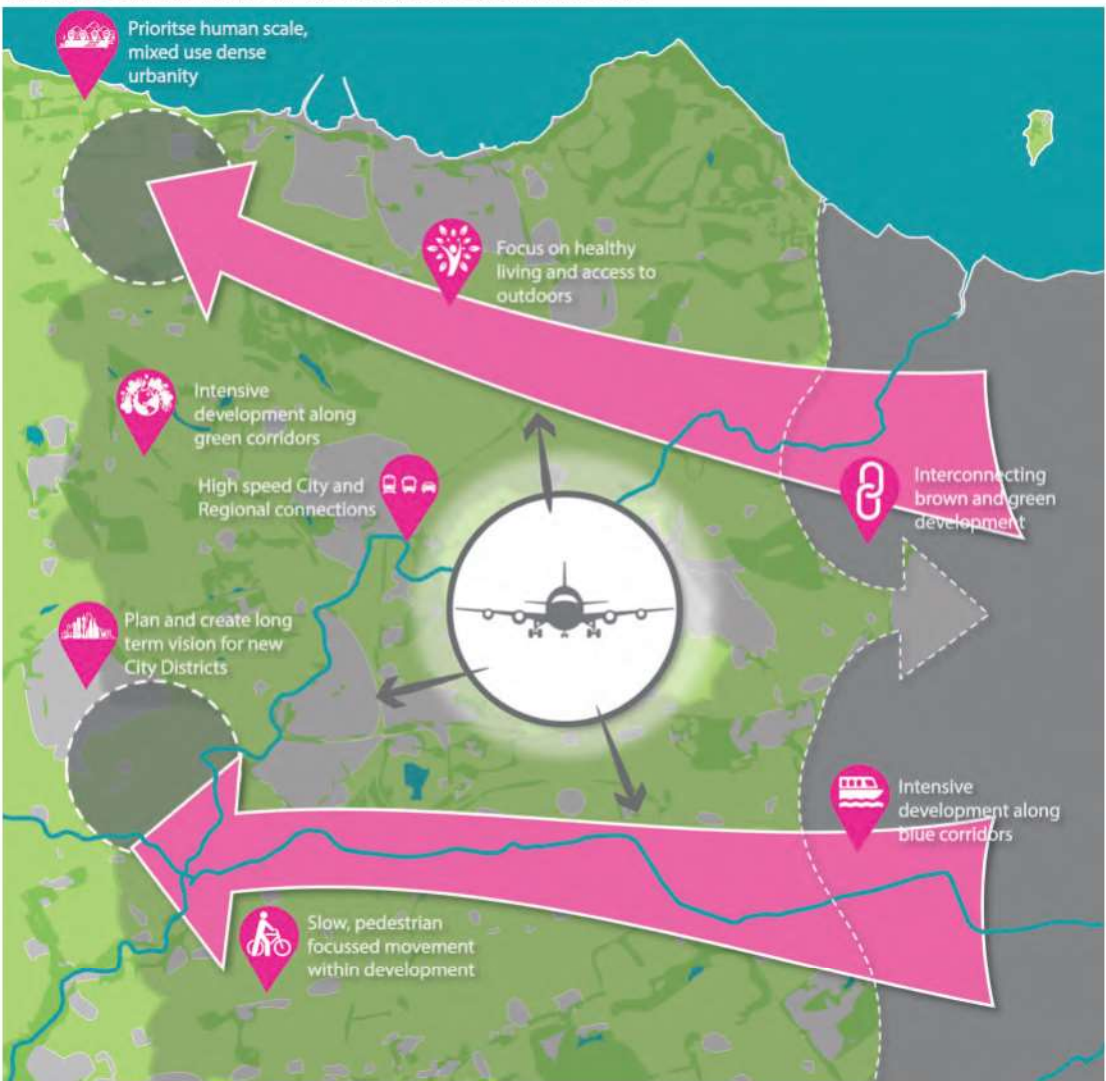 Prioritse human scale,
mixed use dense
urbanity
Focus on healthy
living and access to
outdoors
Intensive
development along
green corridors
High speed City and
Regional connections
Interconnecting
brown and green
development
Plan and create long
term vision for new
City Districts
Intensive
development along
blue corridors
Slow, pedestrian
focussed movement
within development